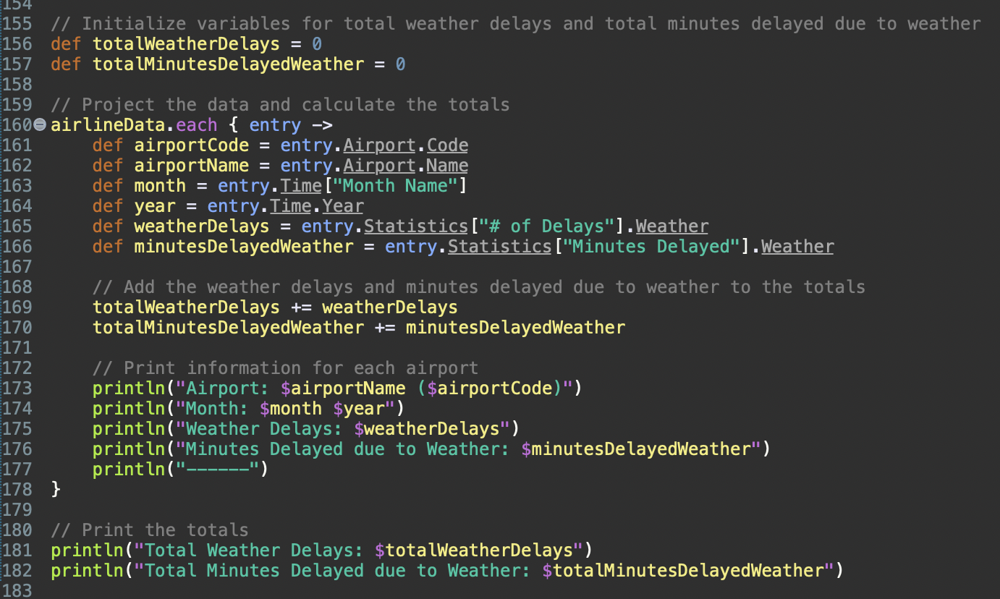 154
155 // Initialize variables for total weather delays and total minutes delayed due to weather
156 def totalWeatherDelays = 0
157 def totalMinutesDelayedWeather = 0
158
159 // Project the data and calculate the totals
160 airlineData.each { entry ->
161     def airportCode = entry.Airport.Code
162     def airportName = entry.Airport.Name
163     def month = entry.Time["Month Name"]
164     def year = entry.Time.Year
165     def weatherDelays = entry.Statistics["# of Delays"].Weather
166     def minutesDelayedWeather = entry.Statistics["Minutes Delayed"].Weather
167
168     // Add the weather delays and minutes delayed due to weather to the totals
169     totalWeatherDelays += weatherDelays
170     totalMinutesDelayedWeather += minutesDelayedWeather
171
172     // Print information for each airport
173     println("Airport: $airportName ($airportCode)")
174     println("Month: $month $year")
175     println("Weather Delays: $weatherDelays")
176     println("Minutes Delayed due to Weather: $minutesDelayedWeather")
177     println("------")
178 }
179
180 // Print the totals
181 println("Total Weather Delays: $totalWeatherDelays")
182 println("Total Minutes Delayed due to Weather: $totalMinutesDelayedWeather")
183